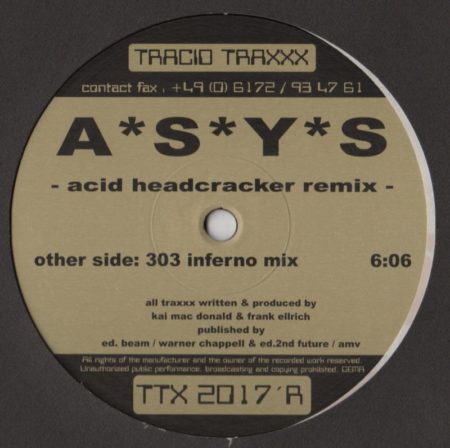 TRACID TRAXXX
contact fax : +49 (0) 6172 / 93 47 61
A*S*Y*S
- acid headcracker remix -
other side: 303 inferno mix 6:06
all traxxx written & produced by
kai mac donald & frank ellrich
published by
ed. beam / warner chappell & ed.2nd future / amv
All rights of the manufacturer and the owner of the recorded work reserved.
Unauthorized public performance, broadcasting and copying prohibited. GEMA
TTX 2017´R